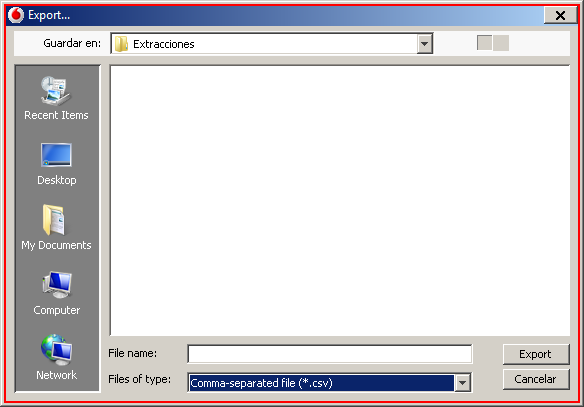 Export...
Guardar en:
Extracciones
Recent Items
Desktop
My Documents
Computer
Network
File name:
Export
Files of type:
Comma-separated file (*.csv)
Cancelar